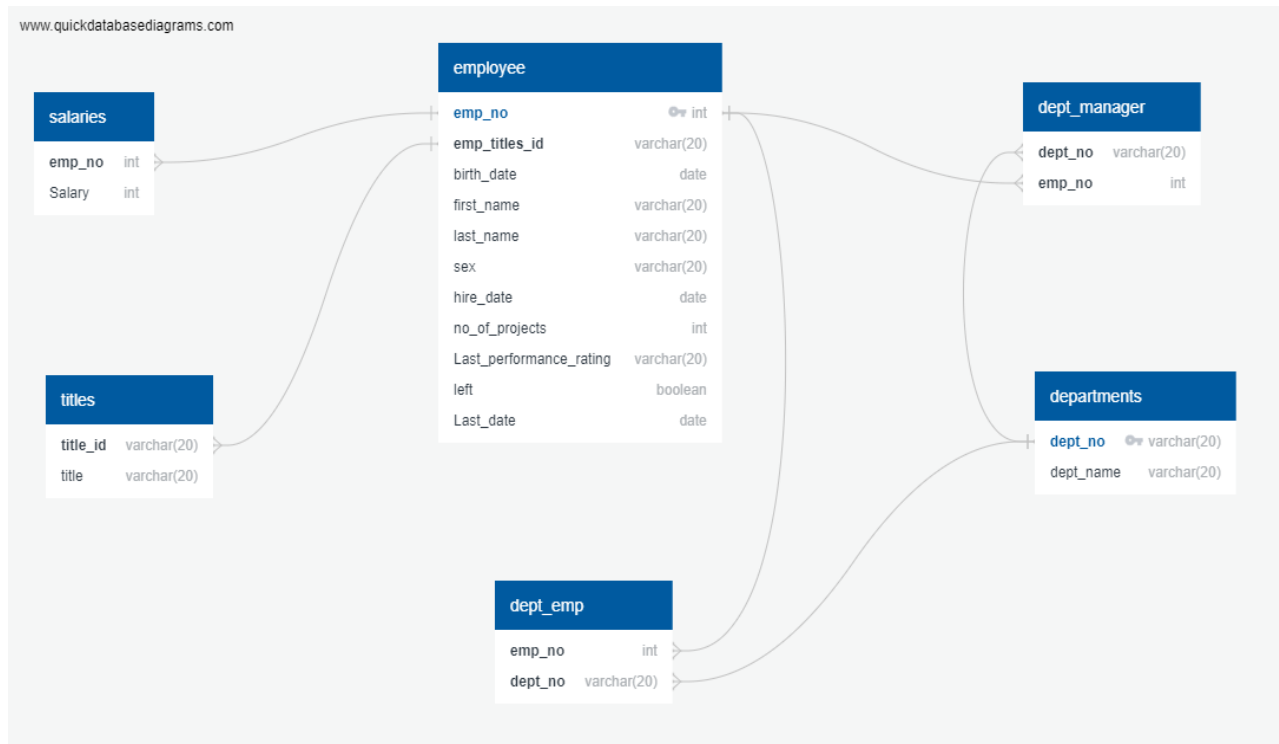 www.quickdatabasediagrams.com
employee
emp_no int
emp_titles_id varchar(20)
birth_date date
first_name varchar(20)
last_name varchar(20)
sex varchar(20)
hire_date date
no_of_projects int
Last_performance_rating varchar(20)
left boolean
Last_date date
salaries
emp_no int
Salary int
dept_manager
dept_no varchar(20)
emp_no int
titles
title_id varchar(20)
title varchar(20)
departments
dept_no varchar(20)
dept_name varchar(20)
dept_emp
emp_no int
dept_no varchar(20)